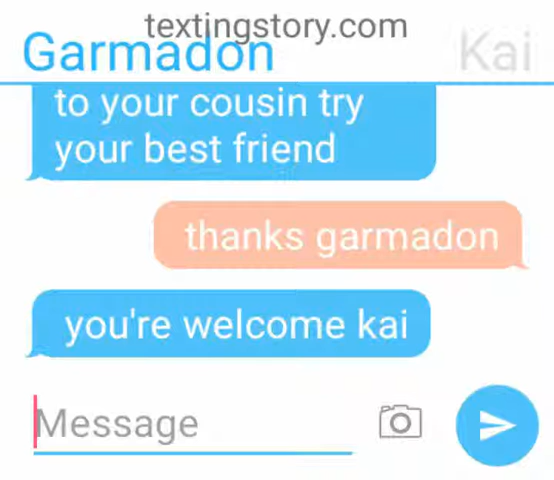 textingstory.com
Garmadon Kai
to your cousin try
your best friend
thanks garmadon
you're welcome kai
Message